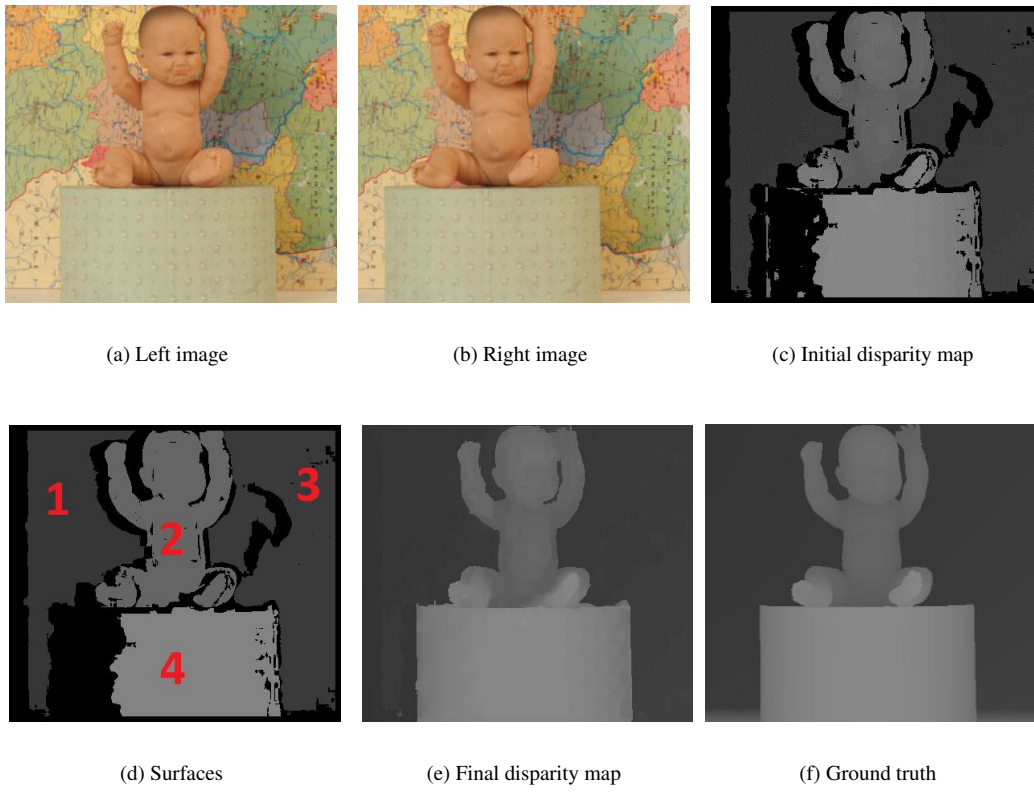 (a) Left image
(b) Right image
(c) Initial disparity map
1
2
3
4
(d) Surfaces
(e) Final disparity map
(f) Ground truth